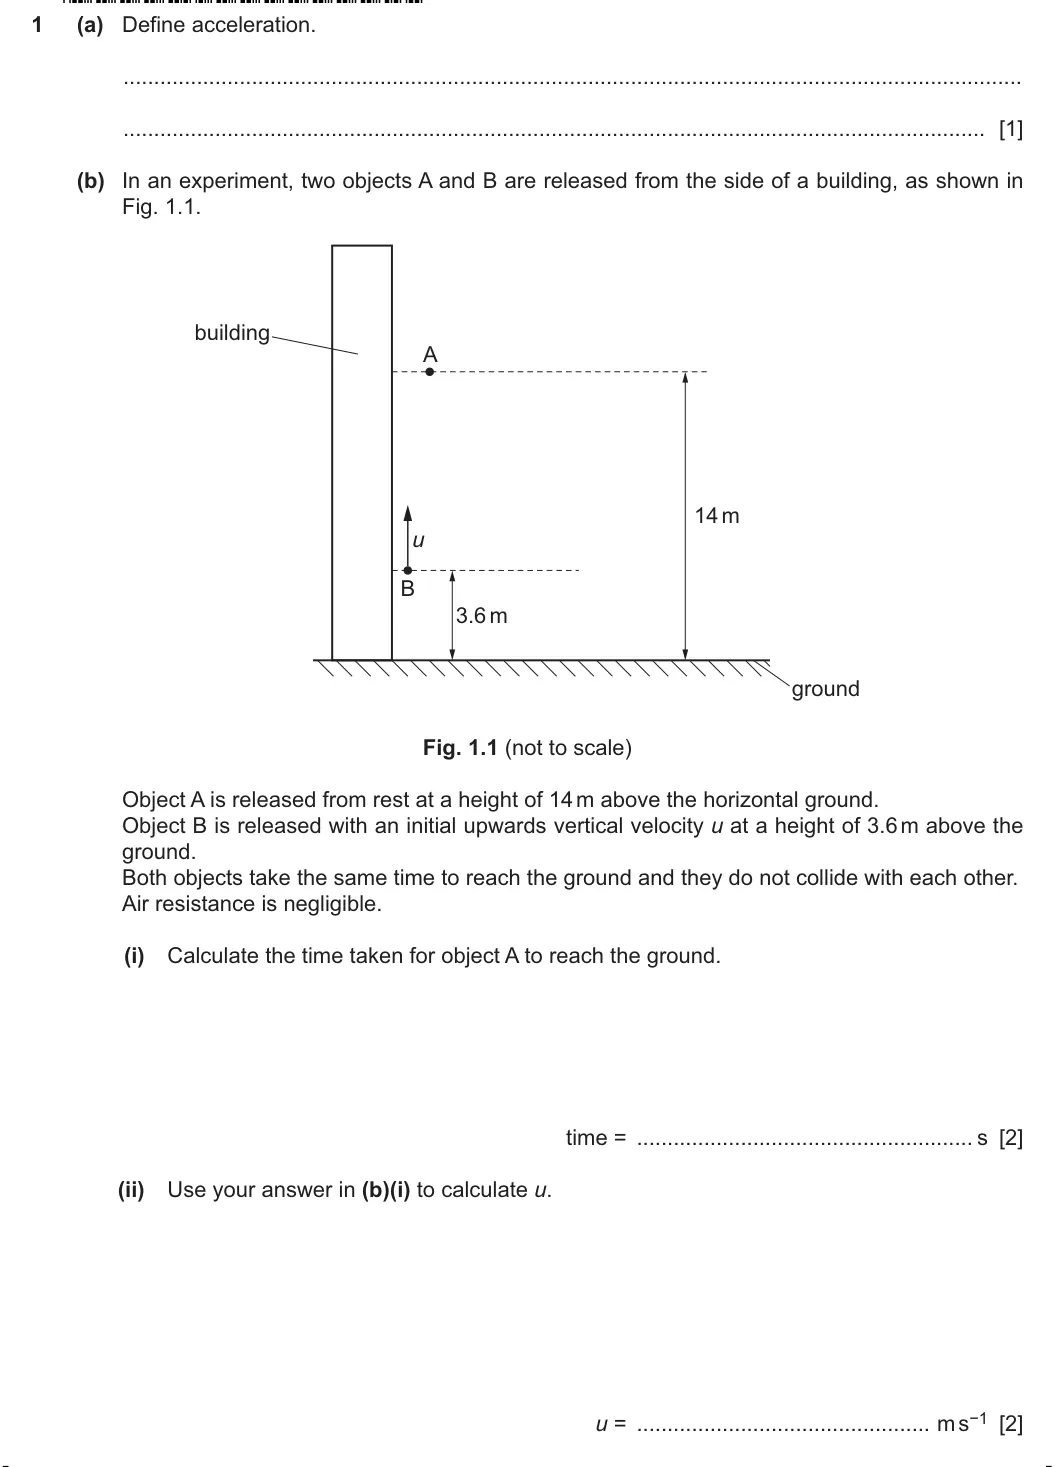 1 (a) Define acceleration.
..........................................................................................................................................................
.................................................................................................................................................... [1]
(b) In an experiment, two objects A and B are released from the side of a building, as shown in
Fig. 1.1.
building
A
14 m
u
B
3.6 m
ground
Fig. 1.1 (not to scale)
Object A is released from rest at a height of 14 m above the horizontal ground.
Object B is released with an initial upwards vertical velocity u at a height of 3.6 m above the
ground.
Both objects take the same time to reach the ground and they do not collide with each other.
Air resistance is negligible.
(i) Calculate the time taken for object A to reach the ground.
time = ....................................................... s [2]
(ii) Use your answer in (b)(i) to calculate u.
u = ................................................ m s⁻¹ [2]